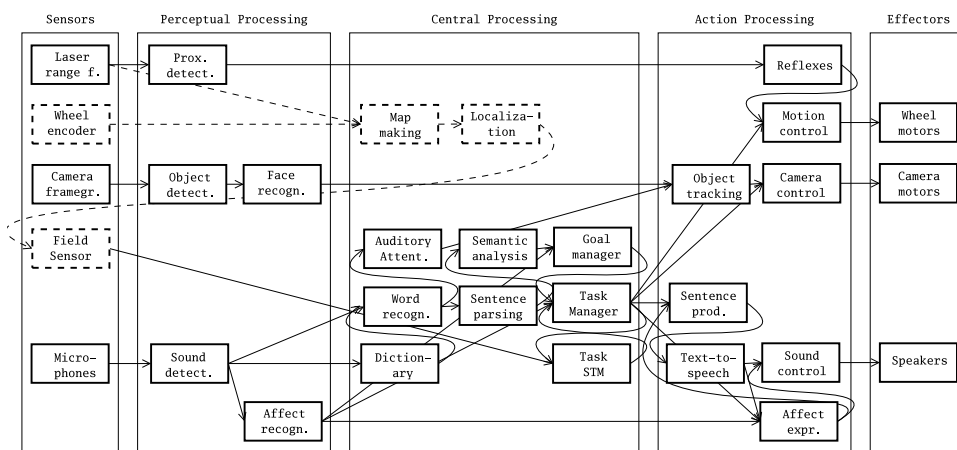 Sensors
Perceptual Processing
Central Processing
Action Processing
Effectors
Laser
range f.
Prox.
detect.
Reflexes
Wheel
encoder
Map
making
Localiza-
tion
Motion
control
Wheel
motors
Camera
framegr.
Object
detect.
Face
recogn.
Object
tracking
Camera
control
Camera
motors
Field
Sensor
Auditory
Attent.
Semantic
analysis
Goal
manager
Word
recogn.
Sentence
parsing
Task
Manager
Sentence
prod.
Micro-
phones
Sound
detect.
Diction-
ary
Task
STM
Text-to-
speech
Sound
control
Speakers
Affect
recogn.
Affect
expr.